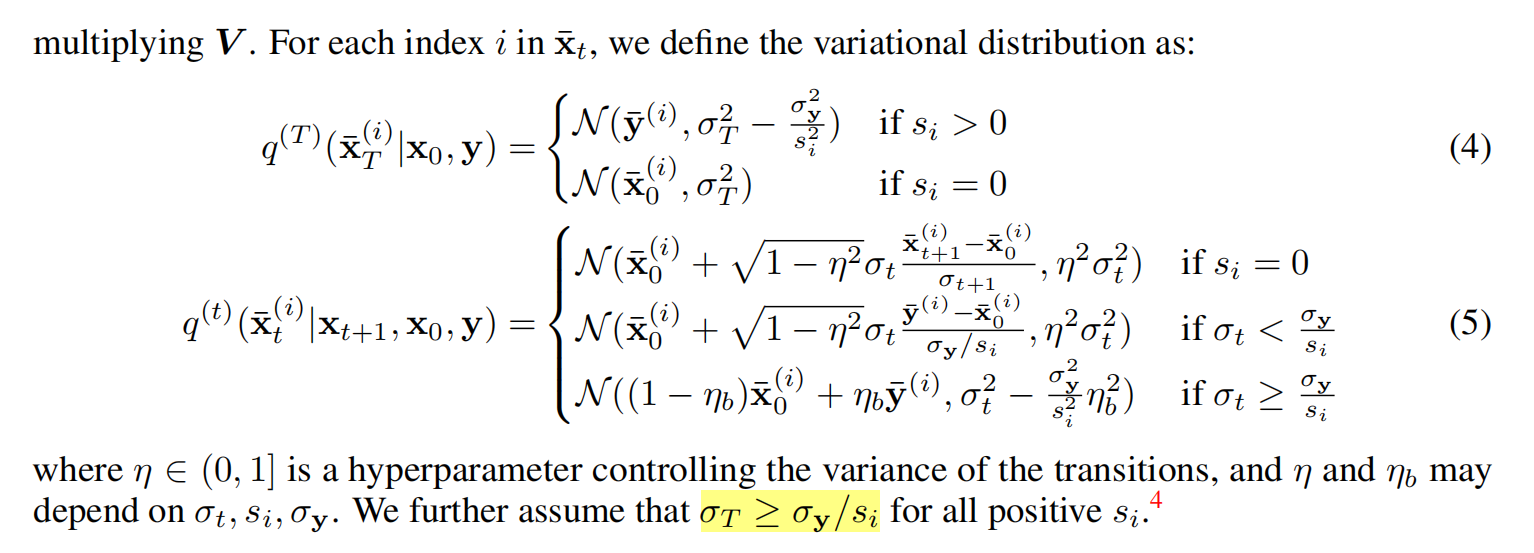 multiplying $\boldsymbol{V}$. For each index $i$ in $\bar{\mathbf{x}}_t$, we define the variational distribution as:
$q^{(T)}(\bar{\mathbf{x}}_T^{(i)}|\mathbf{x}_0, \mathbf{y}) = \begin{cases} \mathcal{N}(\bar{\mathbf{y}}^{(i)}, \sigma_T^2 - \frac{\sigma_{\mathbf{y}}^2}{s_i^2}) & \text{if } s_i > 0 \\ \mathcal{N}(\bar{\mathbf{x}}_0^{(i)}, \sigma_T^2) & \text{if } s_i = 0 \end{cases}$ (4)
$q^{(t)}(\bar{\mathbf{x}}_t^{(i)}|\mathbf{x}_{t+1}, \mathbf{x}_0, \mathbf{y}) = \begin{cases} \mathcal{N}(\bar{\mathbf{x}}_0^{(i)} + \sqrt{1 - \eta^2}\sigma_t \frac{\bar{\mathbf{x}}_{t+1}^{(i)} - \bar{\mathbf{x}}_0^{(i)}}{\sigma_{t+1}}, \eta^2\sigma_t^2) & \text{if } s_i = 0 \\ \mathcal{N}(\bar{\mathbf{x}}_0^{(i)} + \sqrt{1 - \eta^2}\sigma_t \frac{\bar{\mathbf{y}}^{(i)} - \bar{\mathbf{x}}_0^{(i)}}{\sigma_{\mathbf{y}}/s_i}, \eta^2\sigma_t^2) & \text{if } \sigma_t < \frac{\sigma_{\mathbf{y}}}{s_i} \\ \mathcal{N}((1 - \eta_b)\bar{\mathbf{x}}_0^{(i)} + \eta_b\bar{\mathbf{y}}^{(i)}, \sigma_t^2 - \frac{\sigma_{\mathbf{y}}^2}{s_i^2}\eta_b^2) & \text{if } \sigma_t \geq \frac{\sigma_{\mathbf{y}}}{s_i} \end{cases}$ (5)
where $\eta \in (0, 1]$ is a hyperparameter controlling the variance of the transitions, and $\eta$ and $\eta_b$ may
depend on $\sigma_t, s_i, \sigma_{\mathbf{y}}$. We further assume that $\sigma_T \geq \sigma_{\mathbf{y}}/s_i$ for all positive $s_i$.$^4$